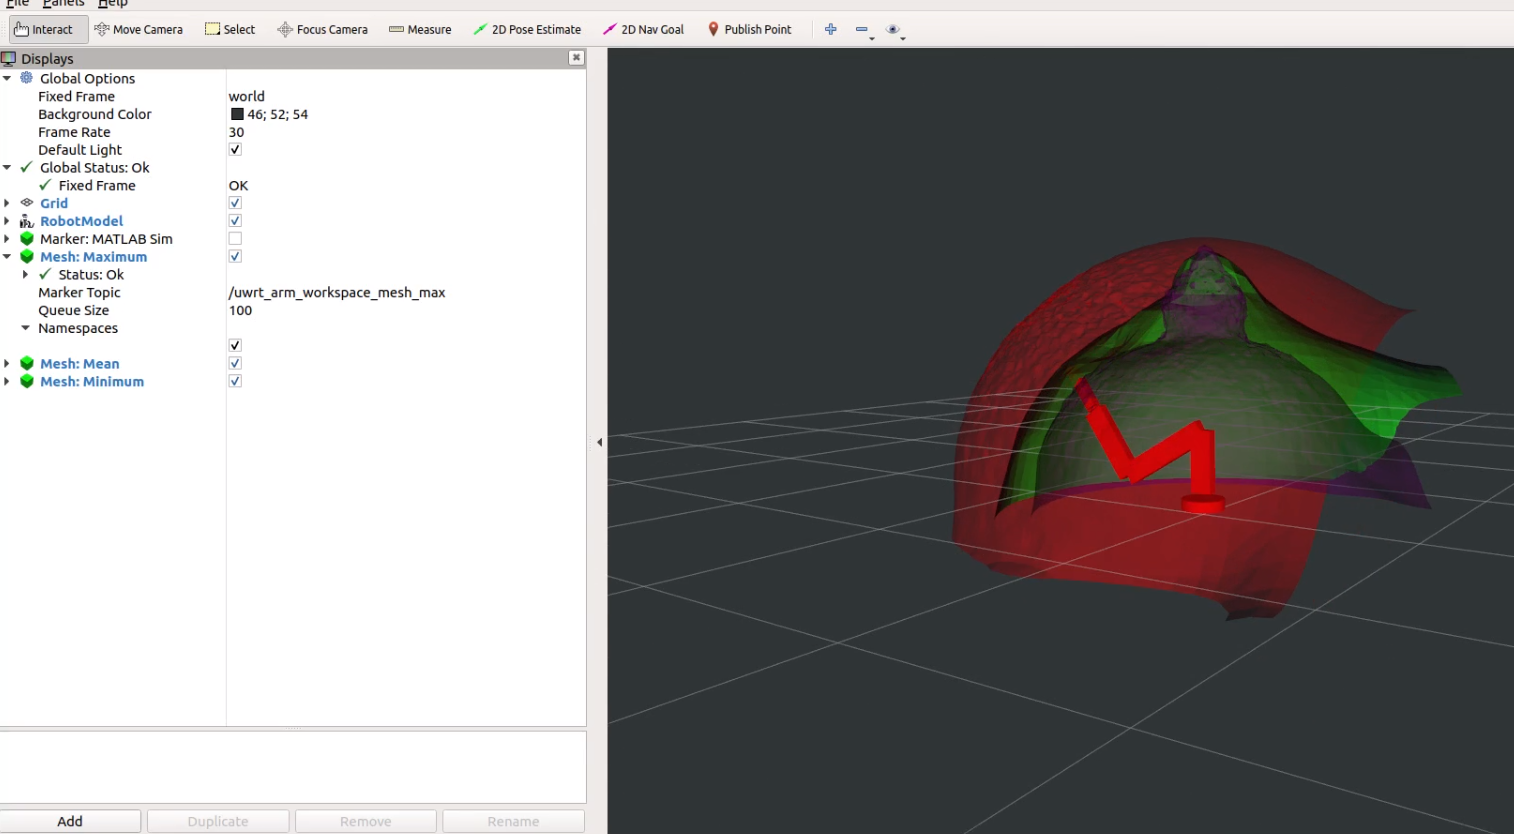 File Panels Help
Interact Move Camera Select Focus Camera Measure 2D Pose Estimate 2D Nav Goal Publish Point
Displays
Global Options
Fixed Frame world
Background Color 46; 52; 54
Frame Rate 30
Default Light
Global Status: Ok
Fixed Frame OK
Grid
RobotModel
Marker: MATLAB Sim
Mesh: Maximum
Status: Ok
Marker Topic /uwrt_arm_workspace_mesh_max
Queue Size 100
Namespaces
Mesh: Mean
Mesh: Minimum
Add Duplicate Remove Rename